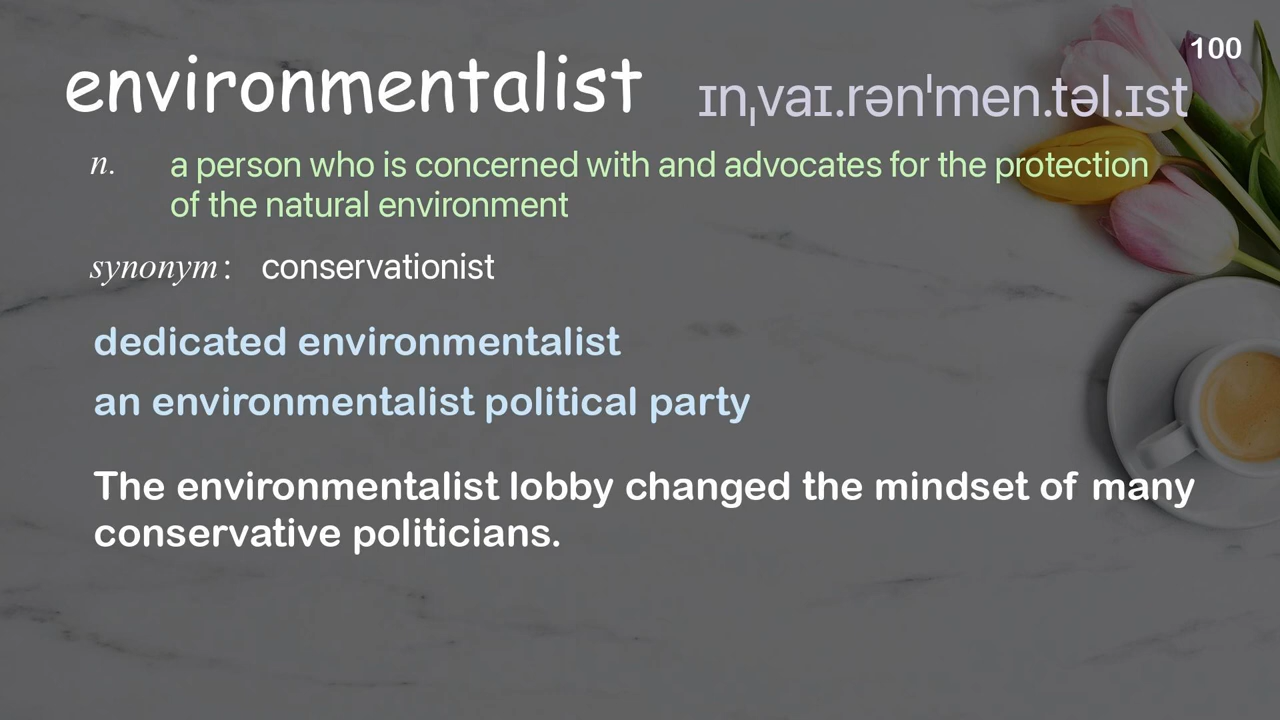 100
environmentalist ɪnˌvaɪ.rənˈmen.təl.ɪst
n. a person who is concerned with and advocates for the protection
of the natural environment
synonym: conservationist
dedicated environmentalist
an environmentalist political party
The environmentalist lobby changed the mindset of many
conservative politicians.